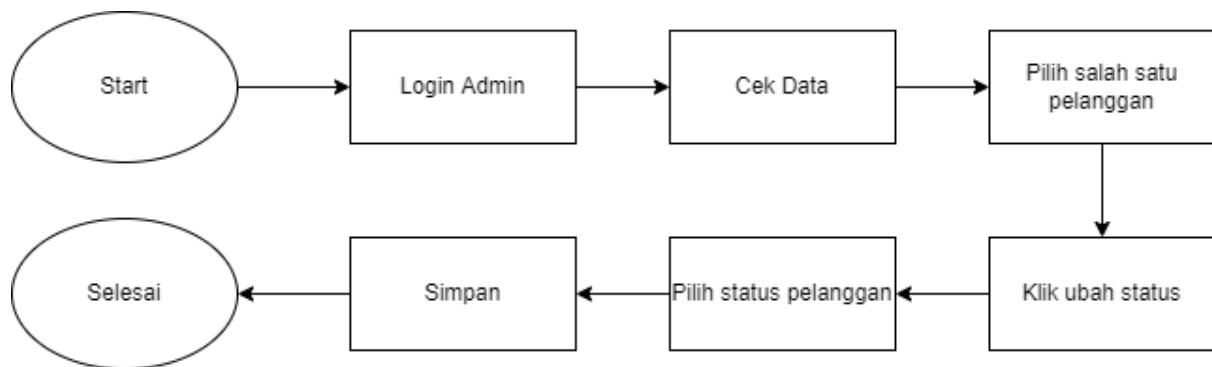 Start
Login Admin
Cek Data
Pilih salah satu
pelanggan
Klik ubah status
Pilih status pelanggan
Simpan
Selesai